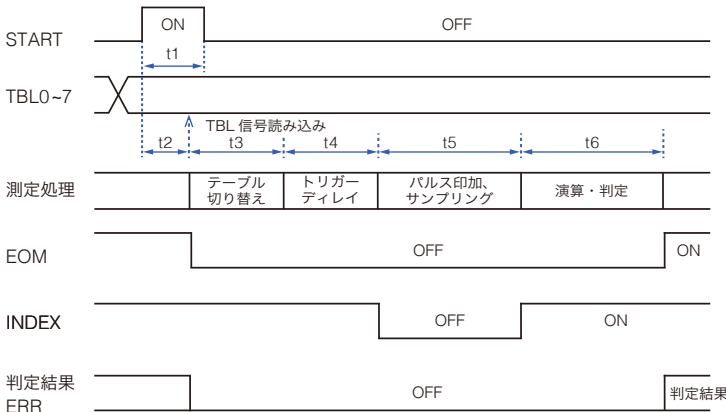 START
ON
OFF
t1
TBL0~7
TBL 信号読み込み
t2
t3
t4
t5
t6
測定処理
テーブル
切り替え
トリガー
ディレイ
パルス印加、
サンプリング
演算・判定
EOM
OFF
ON
INDEX
OFF
ON
判定結果
ERR
OFF
判定結果